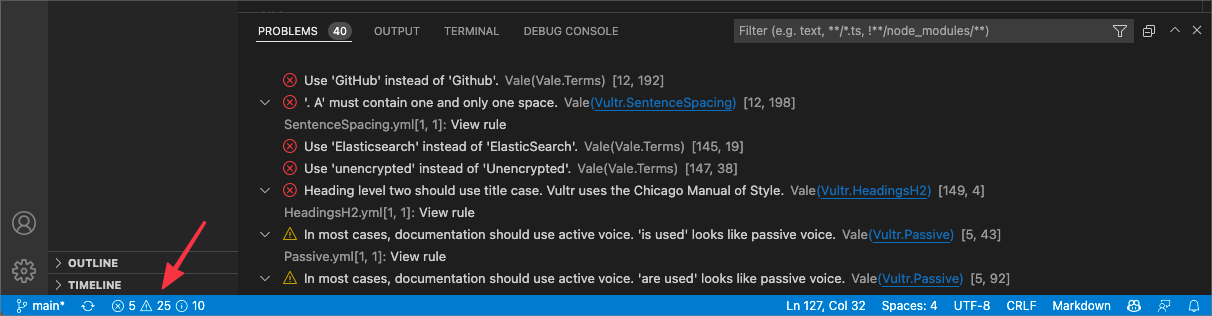 PROBLEMS 40 OUTPUT TERMINAL DEBUG CONSOLE Filter (e.g. text, **/*.ts, !**/node_modules/**)
Use 'GitHub' instead of 'Github'. Vale(Vale.Terms) [12, 192]
'. A' must contain one and only one space. Vale(Vultr.SentenceSpacing) [12, 198]
SentenceSpacing.yml[1, 1]: View rule
Use 'Elasticsearch' instead of 'ElasticSearch'. Vale(Vale.Terms) [145, 19]
Use 'unencrypted' instead of 'Unencrypted'. Vale(Vale.Terms) [147, 38]
Heading level two should use title case. Vultr uses the Chicago Manual of Style. Vale(Vultr.HeadingsH2) [149, 4]
HeadingsH2.yml[1, 1]: View rule
In most cases, documentation should use active voice. 'is used' looks like passive voice. Vale(Vultr.Passive) [5, 43]
Passive.yml[1, 1]: View rule
In most cases, documentation should use active voice. 'are used' looks like passive voice. Vale(Vultr.Passive) [5, 92]
OUTLINE
TIMELINE
main* 5 25 10 Ln 127, Col 32 Spaces: 4 UTF-8 CRLF Markdown